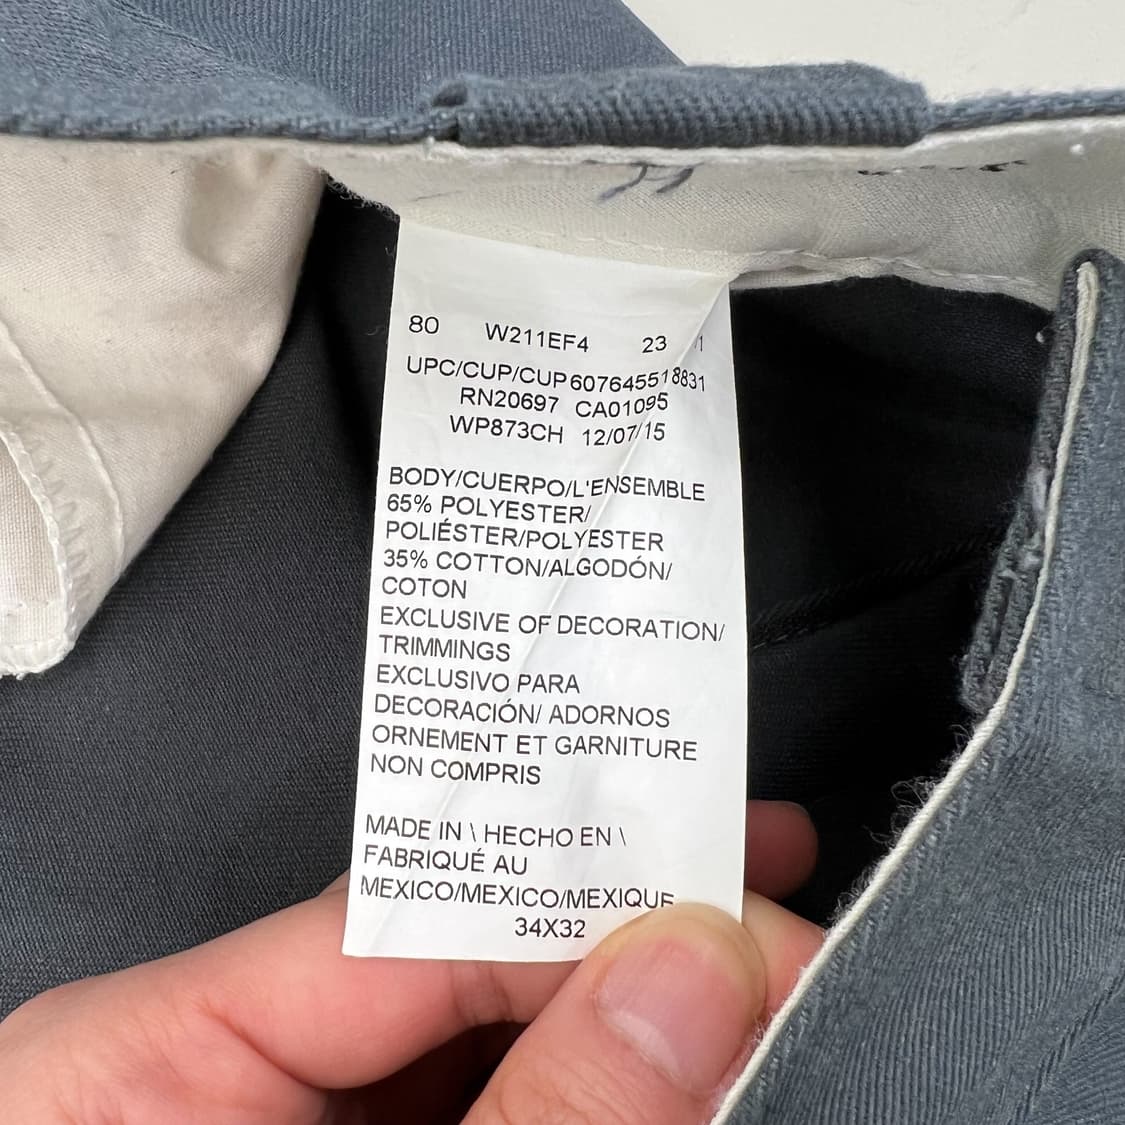 80 W211EF4 23
UPC/CUP/CUP 607645518831
RN20697 CA01095
WP873CH 12/07/15
BODY/CUERPO/L'ENSEMBLE
65% POLYESTER/
POLIÉSTER/POLYESTER
35% COTTON/ALGODÓN/
COTON
EXCLUSIVE OF DECORATION/
TRIMMINGS
EXCLUSIVO PARA
DECORACIÓN/ ADORNOS
ORNEMENT ET GARNITURE
NON COMPRIS
MADE IN \ HECHO EN \
FABRIQUÉ AU
MEXICO/MEXICO/MEXIQUE
34X32